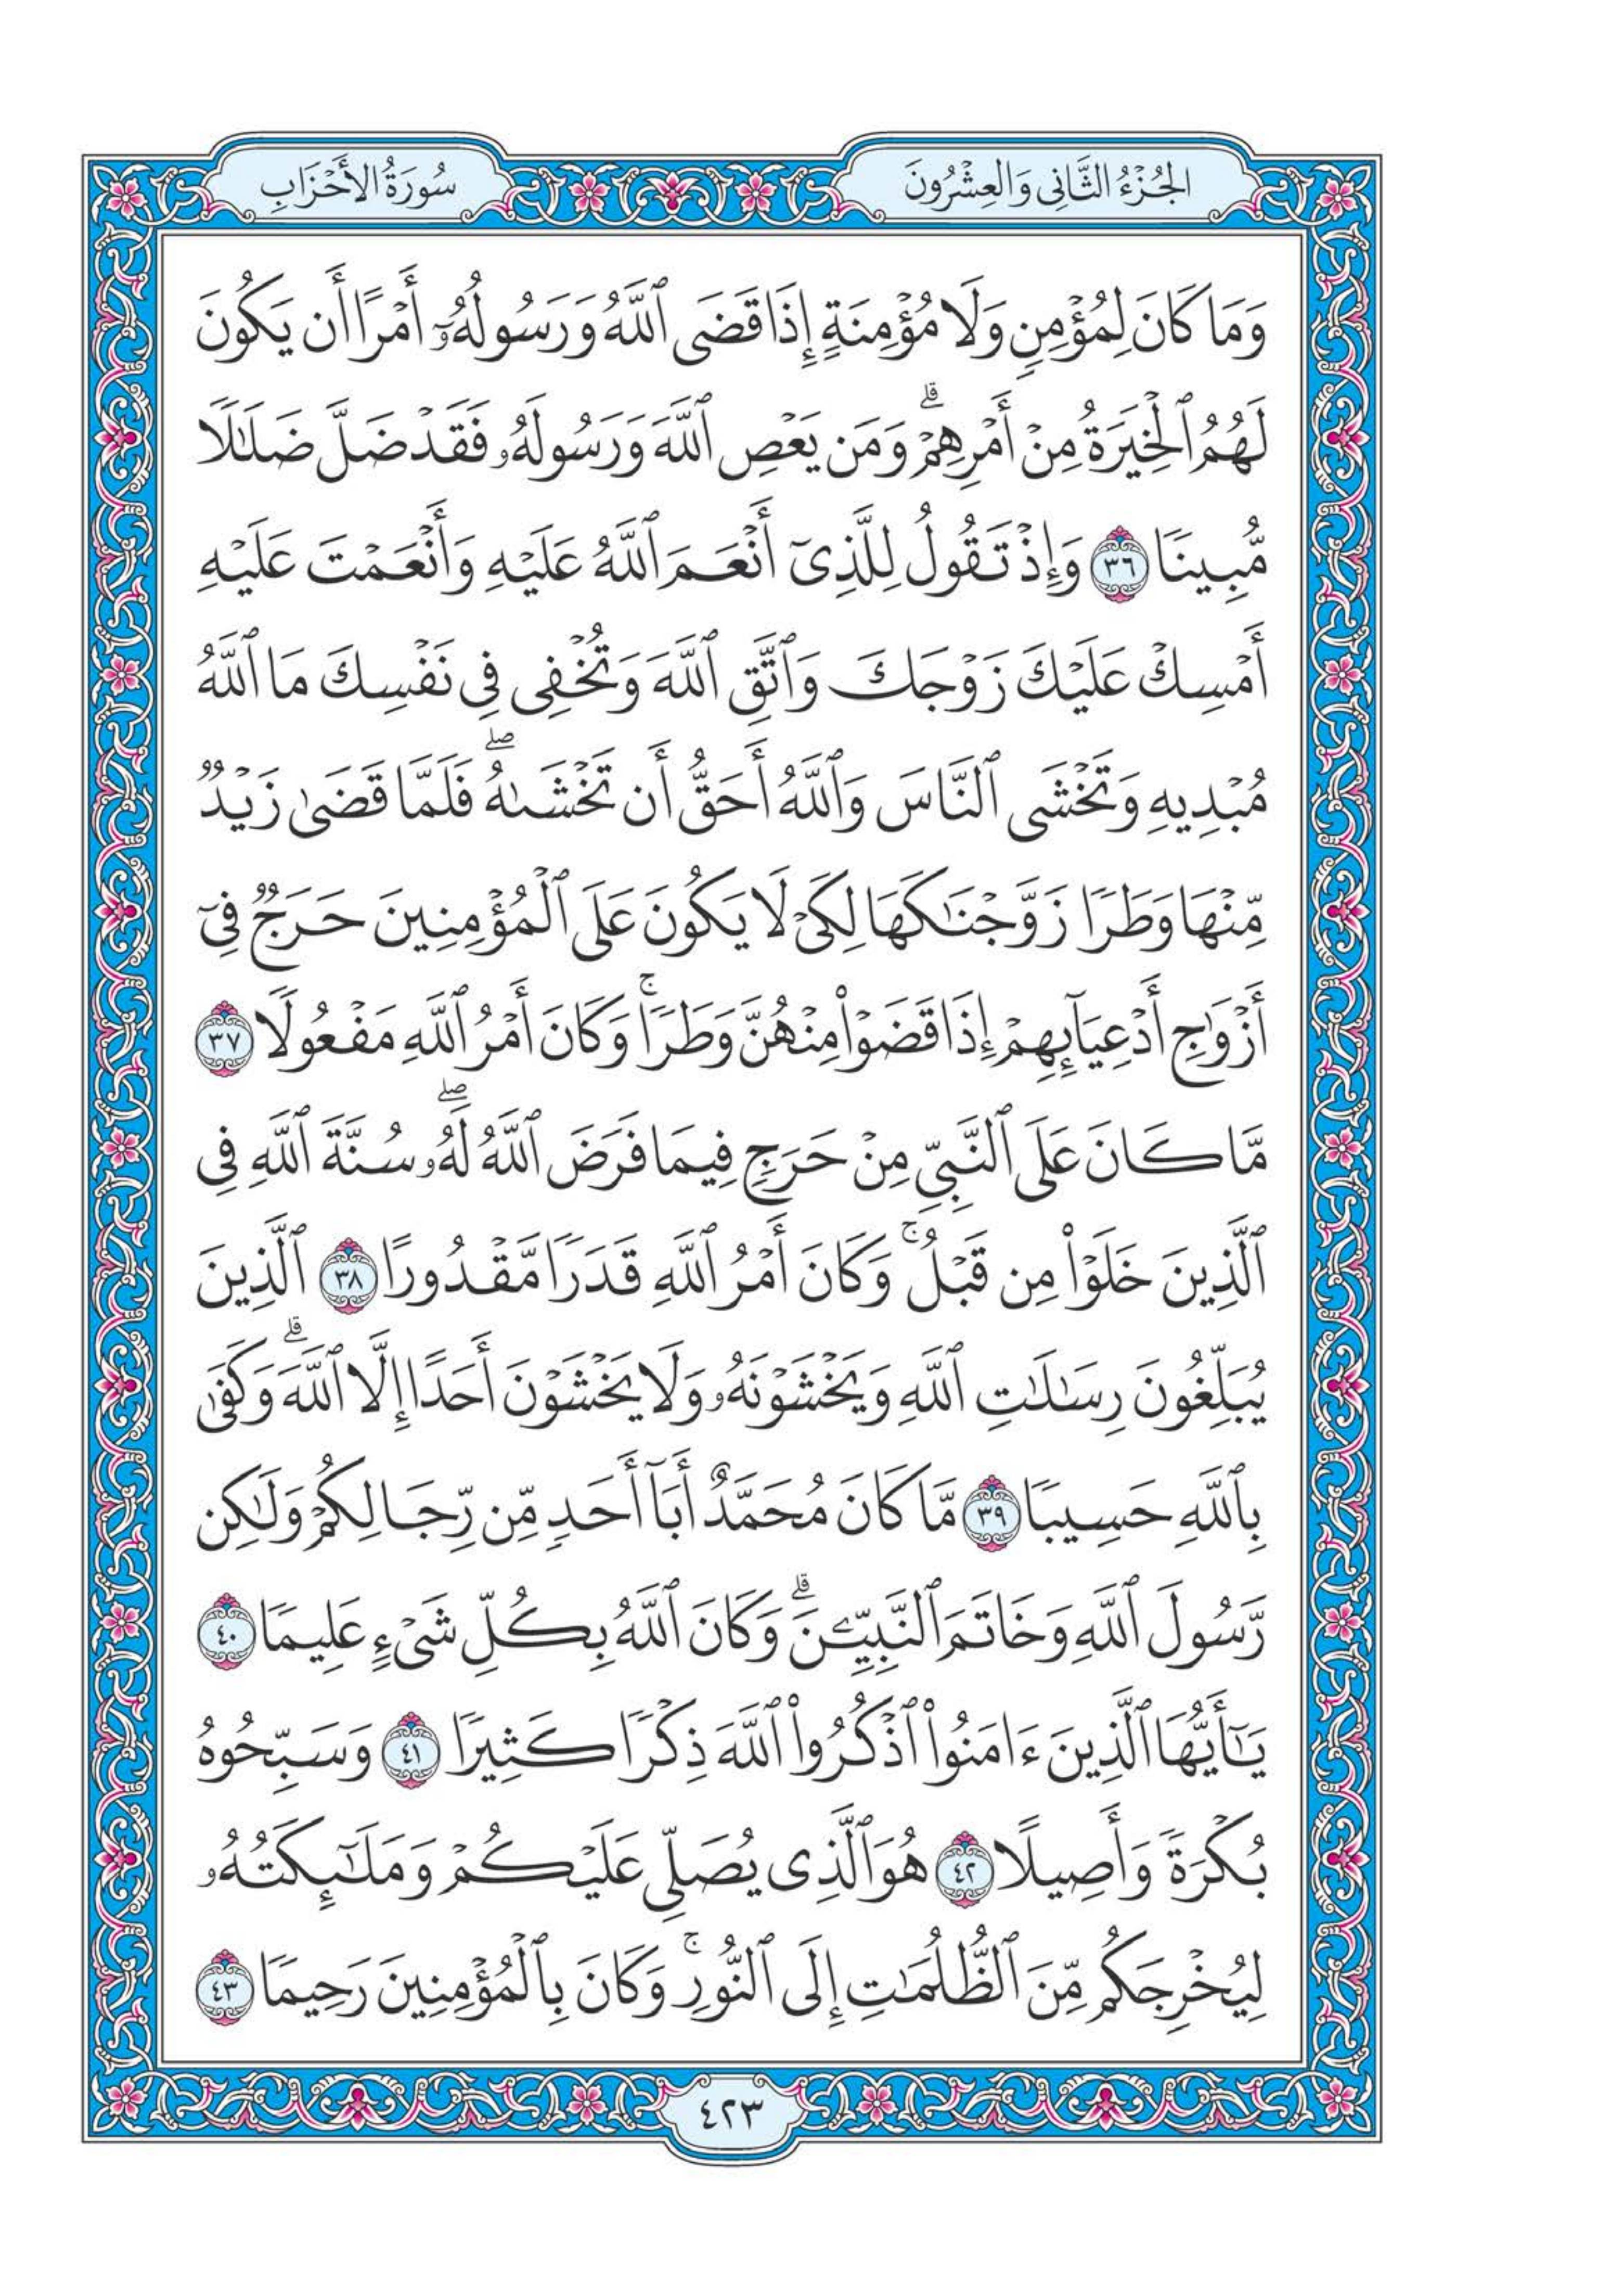 الجُزْءُ الثَّانِي وَالعِشْرُونَ
سُورَةُ الأَحْزَابِ
وَمَا كَانَ لِمُؤْمِنٍ وَلَا مُؤْمِنَةٍ إِذَا قَضَى ٱللَّهُ وَرَسُولُهُۥٓ أَمْرًا أَن يَكُونَ
لَهُمُ ٱلْخِيَرَةُ مِنْ أَمْرِهِمْ ۗ وَمَن يَعْصِ ٱللَّهَ وَرَسُولَهُۥ فَقَدْ ضَلَّ ضَلَٰلًا
مُّبِينًا ٣٦ وَإِذْ تَقُولُ لِلَّذِىٓ أَنْعَمَ ٱللَّهُ عَلَيْهِ وَأَنْعَمْتَ عَلَيْهِ
أَمْسِكْ عَلَيْكَ زَوْجَكَ وَٱتَّقِ ٱللَّهَ وَتُخْفِى فِى نَفْسِكَ مَا ٱللَّهُ
مُبْدِيهِ وَتَخْشَى ٱلنَّاسَ وَٱللَّهُ أَحَقُّ أَن تَخْشَىٰهُ ۖ فَلَمَّا قَضَىٰ زَيْدٌ
مِّنْهَا وَطَرًا زَوَّجْنَٰكَهَا لِكَىْ لَا يَكُونَ عَلَى ٱلْمُؤْمِنِينَ حَرَجٌ فِىٓ
أَزْوَٰجِ أَدْعِيَآئِهِمْ إِذَا قَضَوْا۟ مِنْهُنَّ وَطَرًا ۚ وَكَانَ أَمْرُ ٱللَّهِ مَفْعُولًا ٣٧
مَّا كَانَ عَلَى ٱلنَّبِىِّ مِنْ حَرَجٍ فِيمَا فَرَضَ ٱللَّهُ لَهُۥ ۖ سُنَّةَ ٱللَّهِ فِى
ٱلَّذِينَ خَلَوْا۟ مِن قَبْلُ ۚ وَكَانَ أَمْرُ ٱللَّهِ قَدَرًا مَّقْدُورًا ٣٨ ٱلَّذِينَ
يُبَلِّغُونَ رِسَٰلَٰتِ ٱللَّهِ وَيَخْشَوْنَهُۥ وَلَا يَخْشَوْنَ أَحَدًا إِلَّا ٱللَّهَ ۗ وَكَفَىٰ
بِٱللَّهِ حَسِيبًا ٣٩ مَّا كَانَ مُحَمَّدٌ أَبَآ أَحَدٍ مِّن رِّجَالِكُمْ وَلَٰكِن
رَّسُولَ ٱللَّهِ وَخَاتَمَ ٱلنَّبِيِّـۧنَ ۗ وَكَانَ ٱللَّهُ بِكُلِّ شَىْءٍ عَلِيمًا ٤٠
يَٰٓأَيُّهَا ٱلَّذِينَ ءَامَنُوا۟ ٱذْكُرُوا۟ ٱللَّهَ ذِكْرًا كَثِيرًا ٤١ وَسَبِّحُوهُ
بُكْرَةً وَأَصِيلًا ٤٢ هُوَ ٱلَّذِى يُصَلِّى عَلَيْكُمْ وَمَلَٰٓئِكَتُهُۥ
لِيُخْرِجَكُم مِّنَ ٱلظُّلُمَٰتِ إِلَى ٱلنُّورِ ۚ وَكَانَ بِٱلْمُؤْمِنِينَ رَحِيمًا ٤٣
٤٢٣